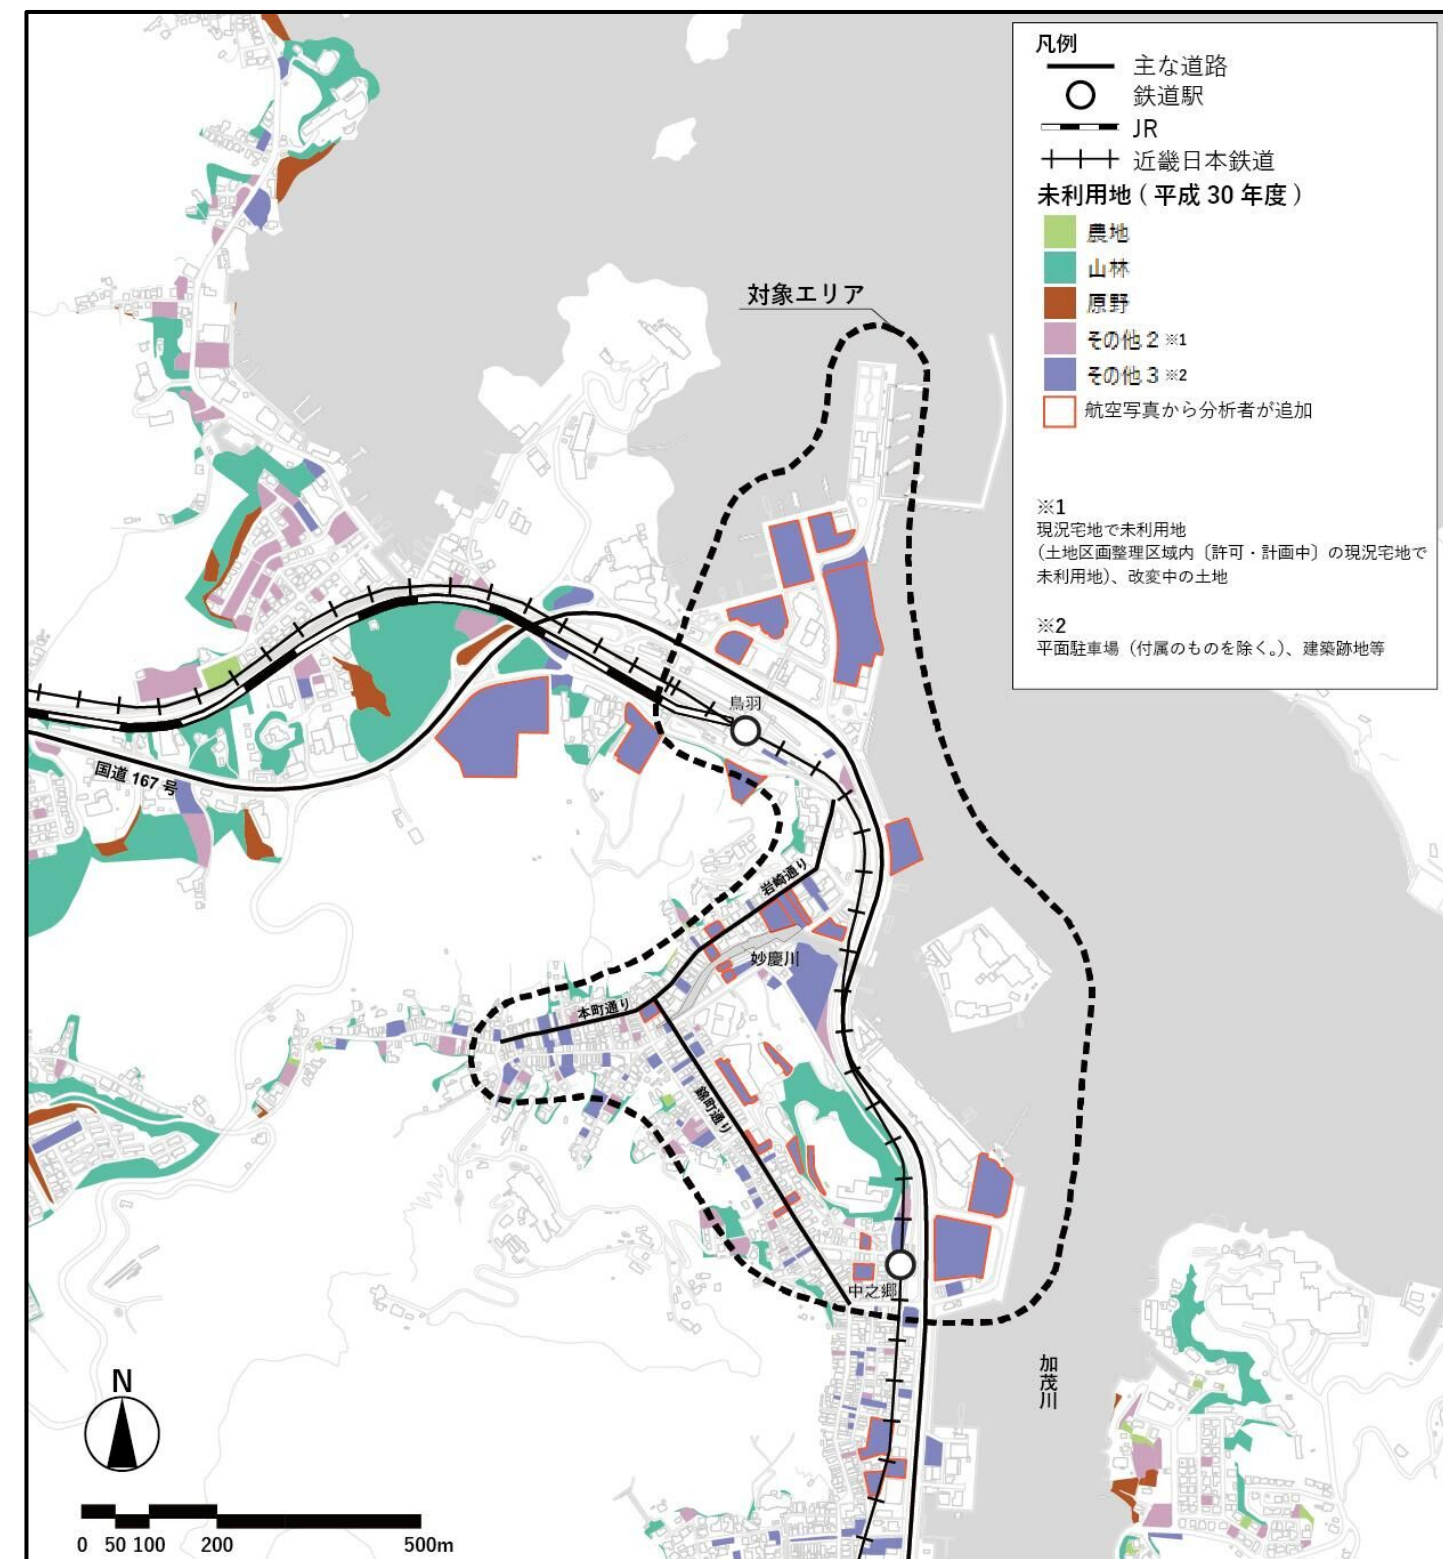 凡例
主な道路
鉄道駅
JR
近畿日本鉄道
未利用地 ( 平成 30 年度 )
農地
山林
原野
その他２ ※1
その他３ ※2
航空写真から分析者が追加
※1
現況宅地で未利用地
（土地区画整理区域内〔許可・計画中〕の現況宅地で
未利用地）、改変中の土地
※2
平面駐車場（付属のものを除く。）、建築跡地等
対象エリア
鳥羽
国道 167 号
岩崎通り
妙慶川
本町通り
錦町通り
中之郷
加茂川
N
0 50 100 200 500m